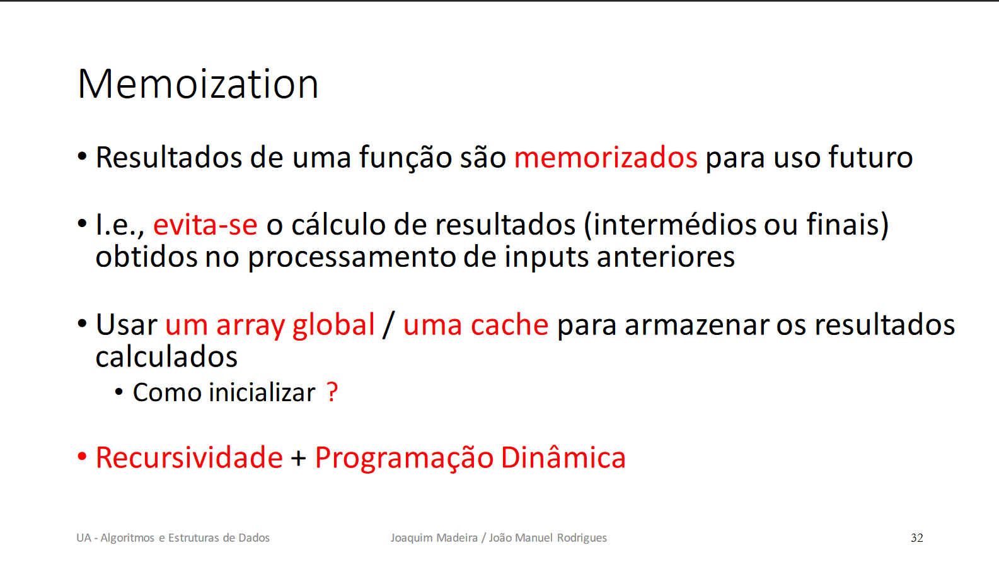 Memoization
• Resultados de uma função são memorizados para uso futuro
• I.e., evita-se o cálculo de resultados (intermédios ou finais)
obtidos no processamento de inputs anteriores
• Usar um array global / uma cache para armazenar os resultados
calculados
• Como inicializar ?
• Recursividade + Programação Dinâmica
UA - Algoritmos e Estruturas de Dados
Joaquim Madeira / João Manuel Rodrigues
32